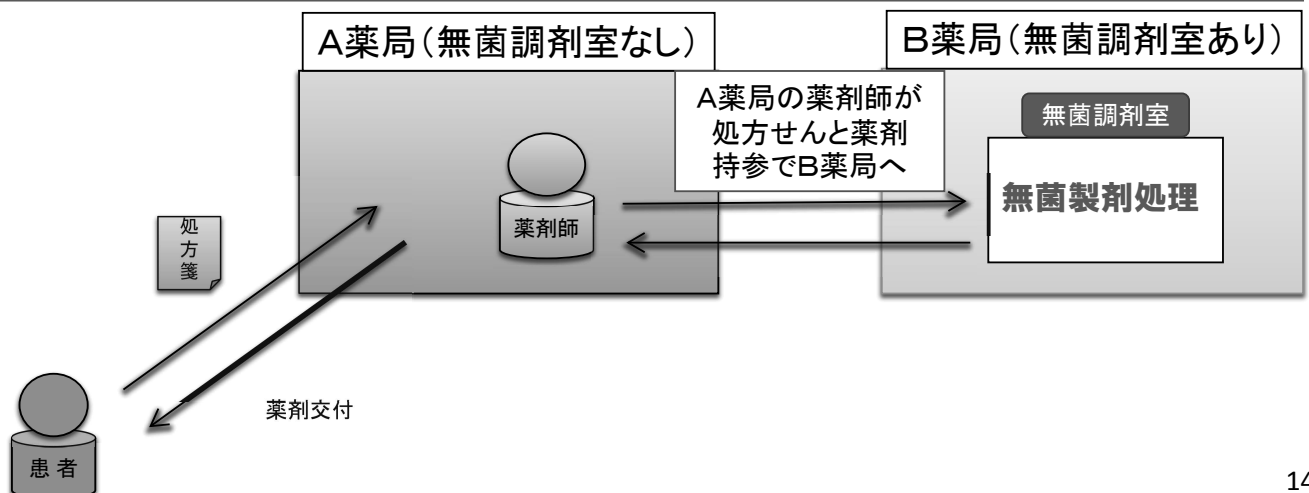 A薬局(無菌調剤室なし)
B薬局(無菌調剤室あり)
A薬局の薬剤師が
処方せんと薬剤
持参でB薬局へ
無菌調剤室
無菌製剤処理
薬剤師
処方箋
薬剤交付
患者
14